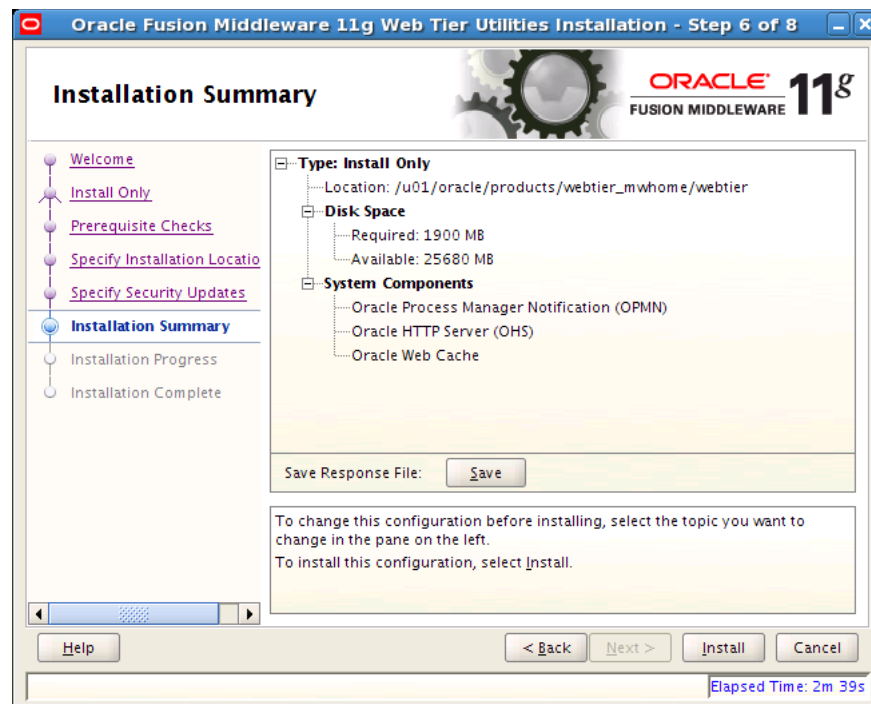 Oracle Fusion Middleware 11g Web Tier Utilities Installation - Step 6 of 8
Installation Summary
ORACLE
FUSION MIDDLEWARE
11g
Welcome
Install Only
Prerequisite Checks
Specify Installation Locatio
Specify Security Updates
Installation Summary
Installation Progress
Installation Complete
Type: Install Only
Location: /u01/oracle/products/webtier_mwhome/webtier
Disk Space
Required: 1900 MB
Available: 25680 MB
System Components
Oracle Process Manager Notification (OPMN)
Oracle HTTP Server (OHS)
Oracle Web Cache
Save Response File:
Save
To change this configuration before installing, select the topic you want to
change in the pane on the left.
To install this configuration, select Install.
Help
< Back
Next >
Install
Cancel
Elapsed Time: 2m 39s